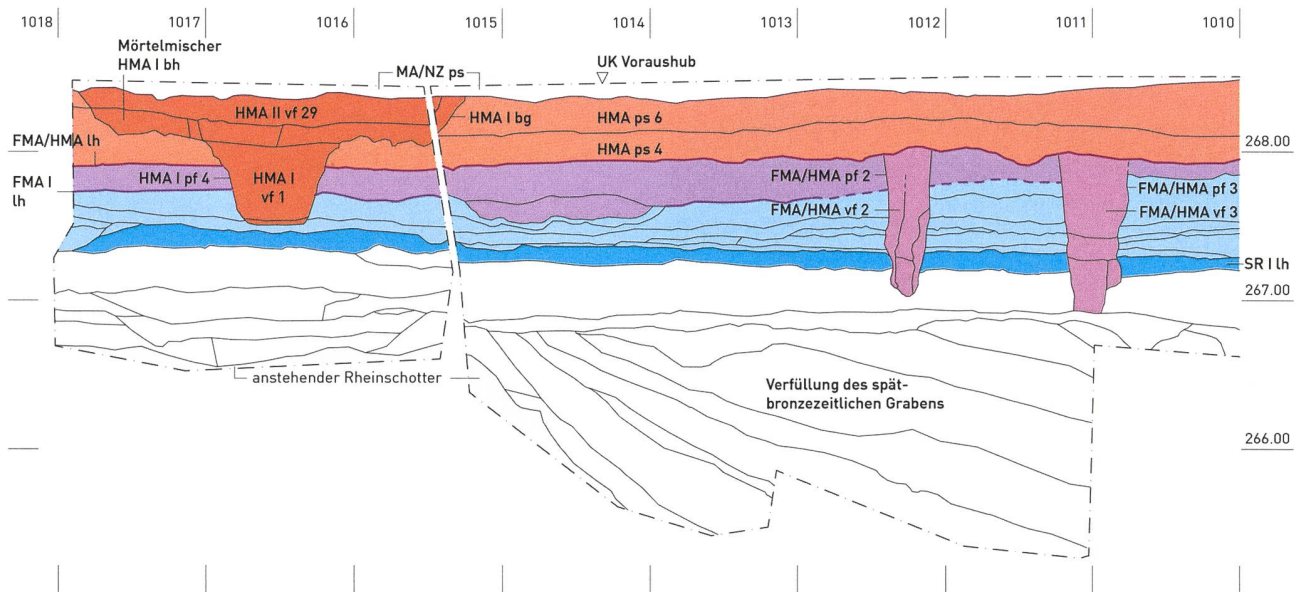 1018 1017 1016 1015 1014 1013 1012 1011 1010
Mörtelmischer
HMA I bh
MA/NZ ps
UK Voraushub
HMA II vf 29
HMA I bg
HMA ps 6
FMA/HMA lh
HMA ps 4
268.00
FMA I
lh
HMA I pf 4
HMA I
vf 1
FMA/HMA pf 2
FMA/HMA pf 3
FMA/HMA vf 2
FMA/HMA vf 3
SR I lh
267.00
anstehender Rheinschotter
Verfüllung des spät-
bronzezeitlichen Grabens
266.00